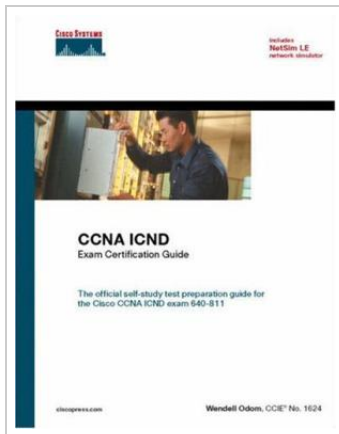 CISCO SYSTEMS
Includes
NetSim LE
network simulator
CCNA ICND
Exam Certification Guide
The official self-study test preparation guide for
the Cisco CCNA ICND exam 640-811
ciscopress.com
Wendell Odom, CCIE® No. 1624